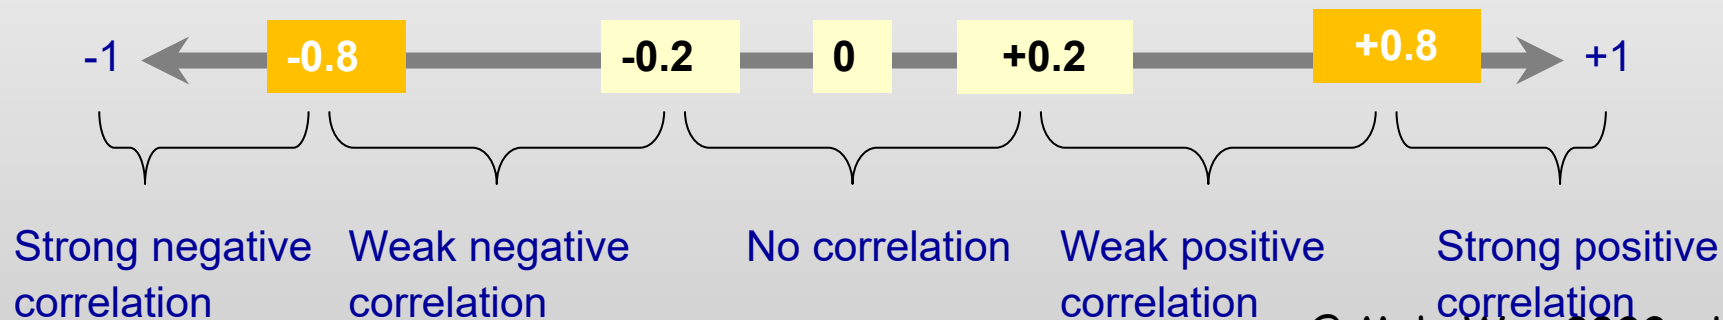 -1 -0.8 -0.2 0 +0.2 +0.8 +1
Strong negative Weak negative No correlation Weak positive Strong positive
correlation correlation correlation correlation